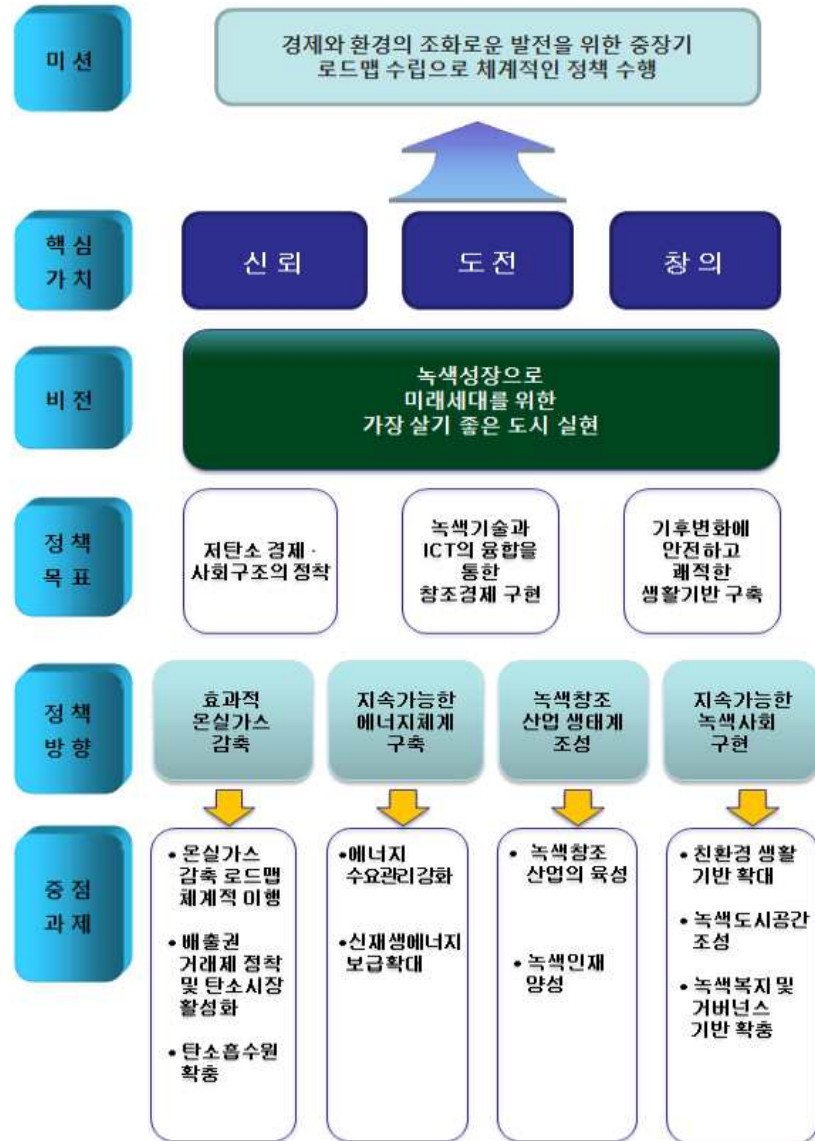 미 션
경제와 환경의 조화로운 발전을 위한 중장기
로드맵 수립으로 체계적인 정책 수행
핵 심
가 치
신 뢰
도 전
창 의
비 전
녹색성장으로
미래세대를 위한
가장 살기 좋은 도시 실현
정 책
목 표
저탄소 경제 ·
사회구조의 정착
녹색기술과
ICT의 융합을
통한
창조경제 구현
기후변화에
안전하고
쾌적한
생활기반 구축
정 책
방 향
효과적
온실가스
감축
지속가능한
에너지체계
구축
녹색창조
산업 생태계
조성
지속가능한
녹색사회
구현
중 점
과 제
• 온실가스
감축 로드맵
체계적 이행
• 배출권
거래제 정착
및 탄소시장
활성화
• 탄소흡수원
확충
•에너지
수요관리 강화
•신재생에너지
보급확대
• 녹색창조
산업의 육성
• 녹색인재
양성
• 친환경 생활
기반 확대
• 녹색도시공간
조성
• 녹색복지 및
거버넌스
기반 확충